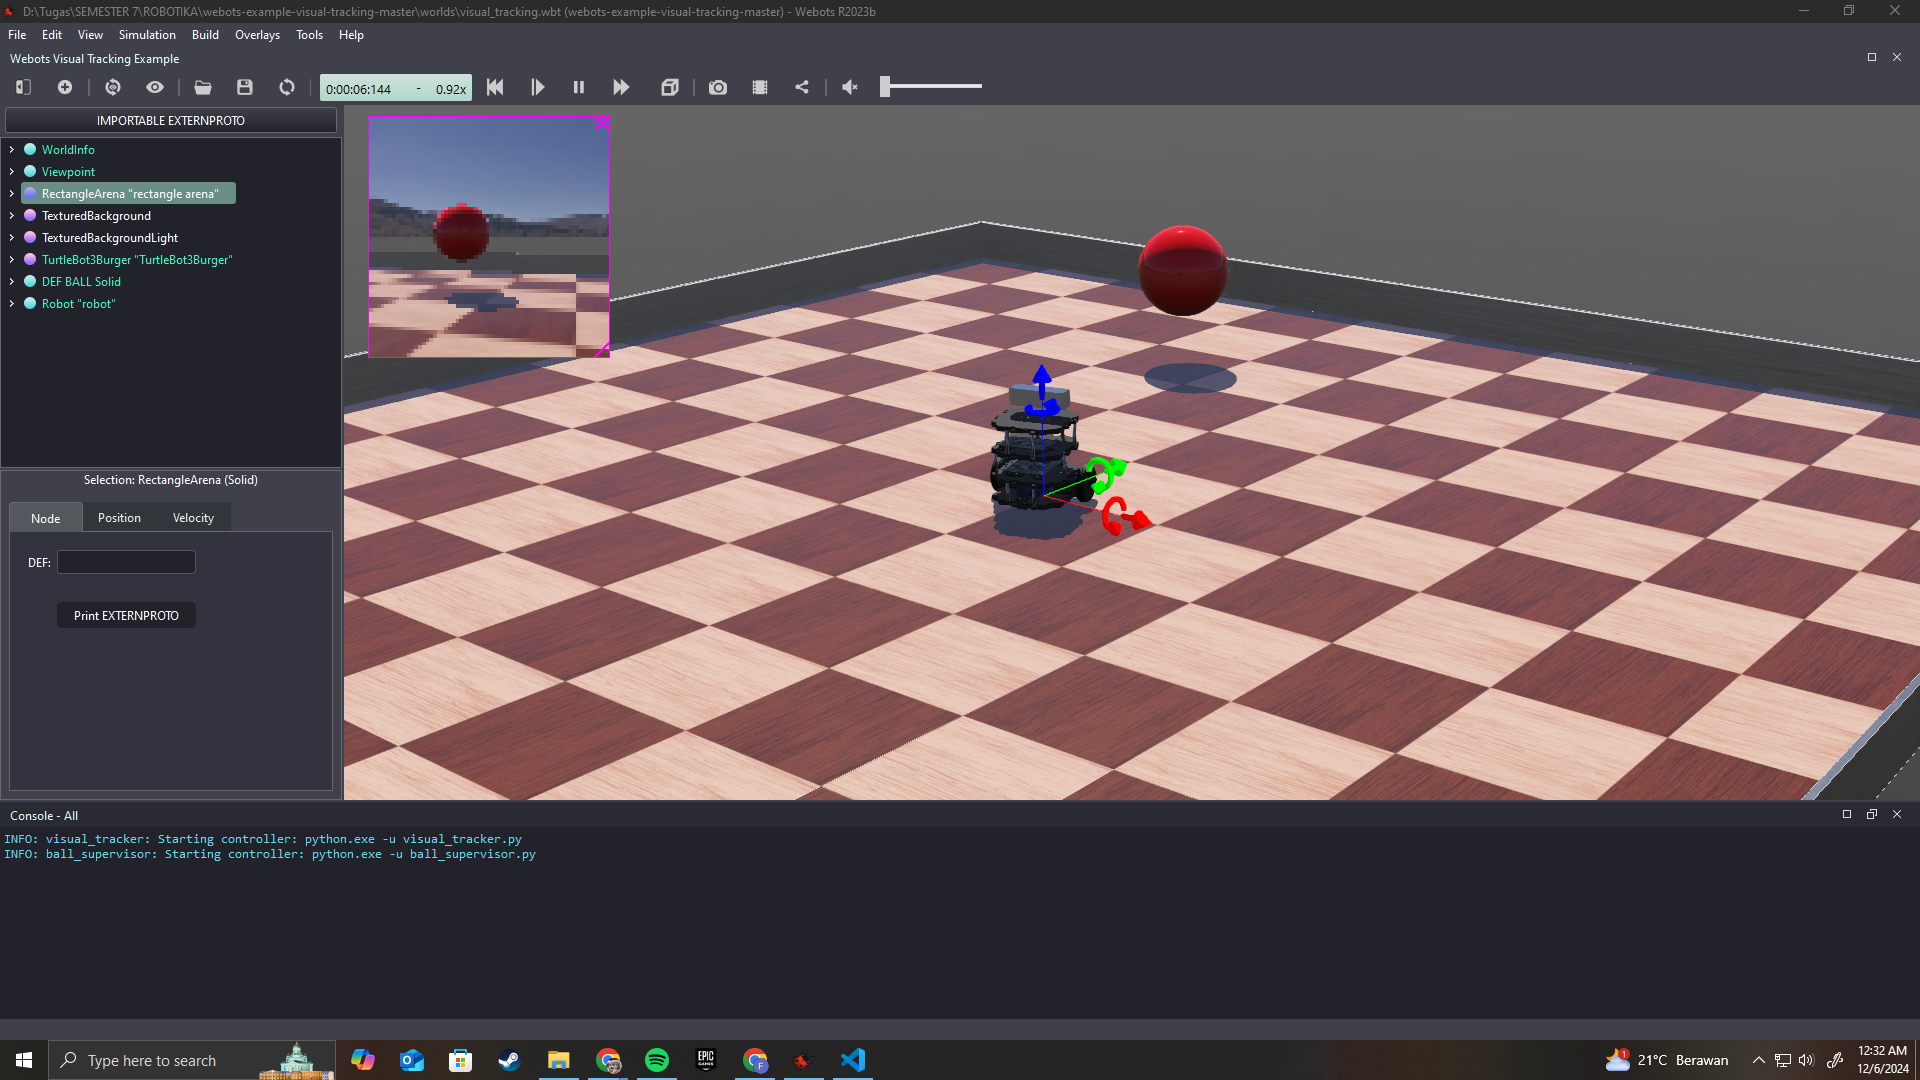 D:\Tugas\SEMESTER 7\ROBOTIKA\webots-example-visual-tracking-master\worlds\visual_tracking.wbt (webots-example-visual-tracking-master) - Webots R2023b
File Edit View Simulation Build Overlays Tools Help
Webots Visual Tracking Example
0:00:06:144 - 0.92x
IMPORTABLE EXTERNPROTO
WorldInfo
Viewpoint
RectangleArena "rectangle arena"
TexturedBackground
TexturedBackgroundLight
TurtleBot3Burger "TurtleBot3Burger"
DEF BALL Solid
Robot "robot"
Selection: RectangleArena (Solid)
Node Position Velocity
DEF:
Print EXTERNPROTO
Console - All
INFO: visual_tracker: Starting controller: python.exe -u visual_tracker.py
INFO: ball_supervisor: Starting controller: python.exe -u ball_supervisor.py
Type here to search
EPIC GAMES
F
1
21°C Berawan
12:32 AM
12/6/2024